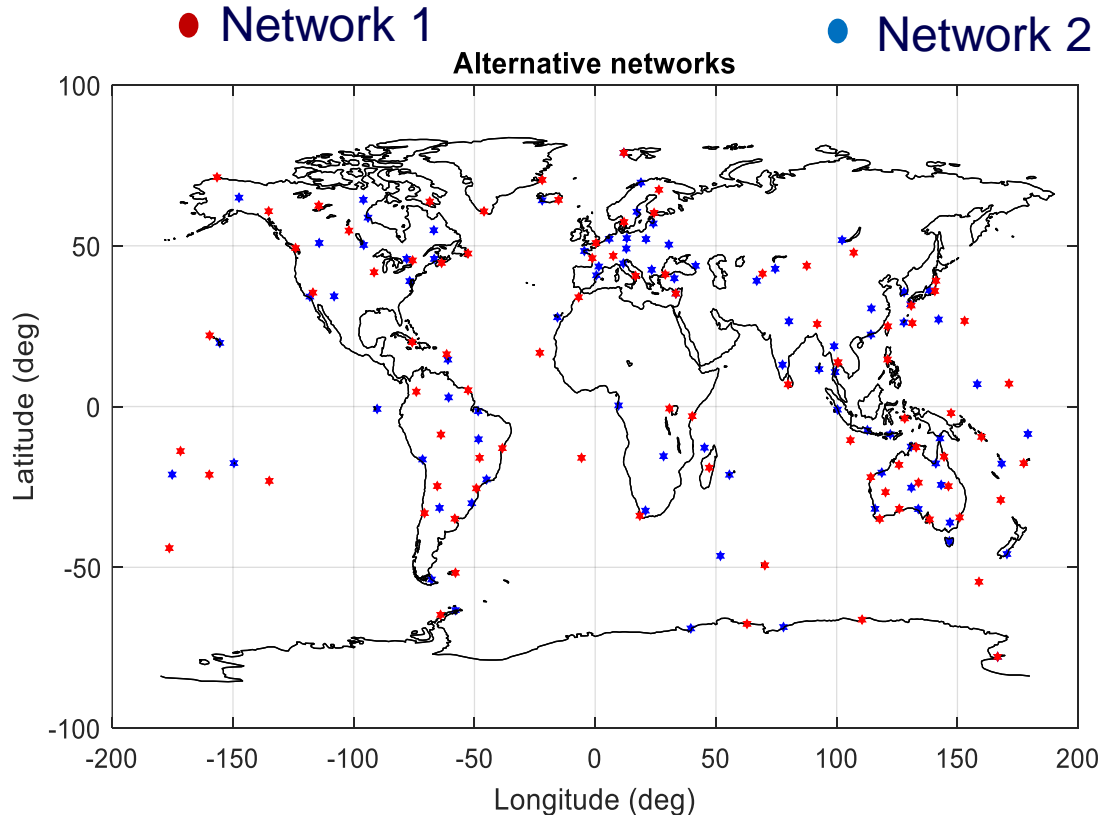 Network 1
Network 2
Alternative networks
100
50
0
-50
-100
-200
-150
-100
-50
0
50
100
150
200
Latitude (deg)
Longitude (deg)